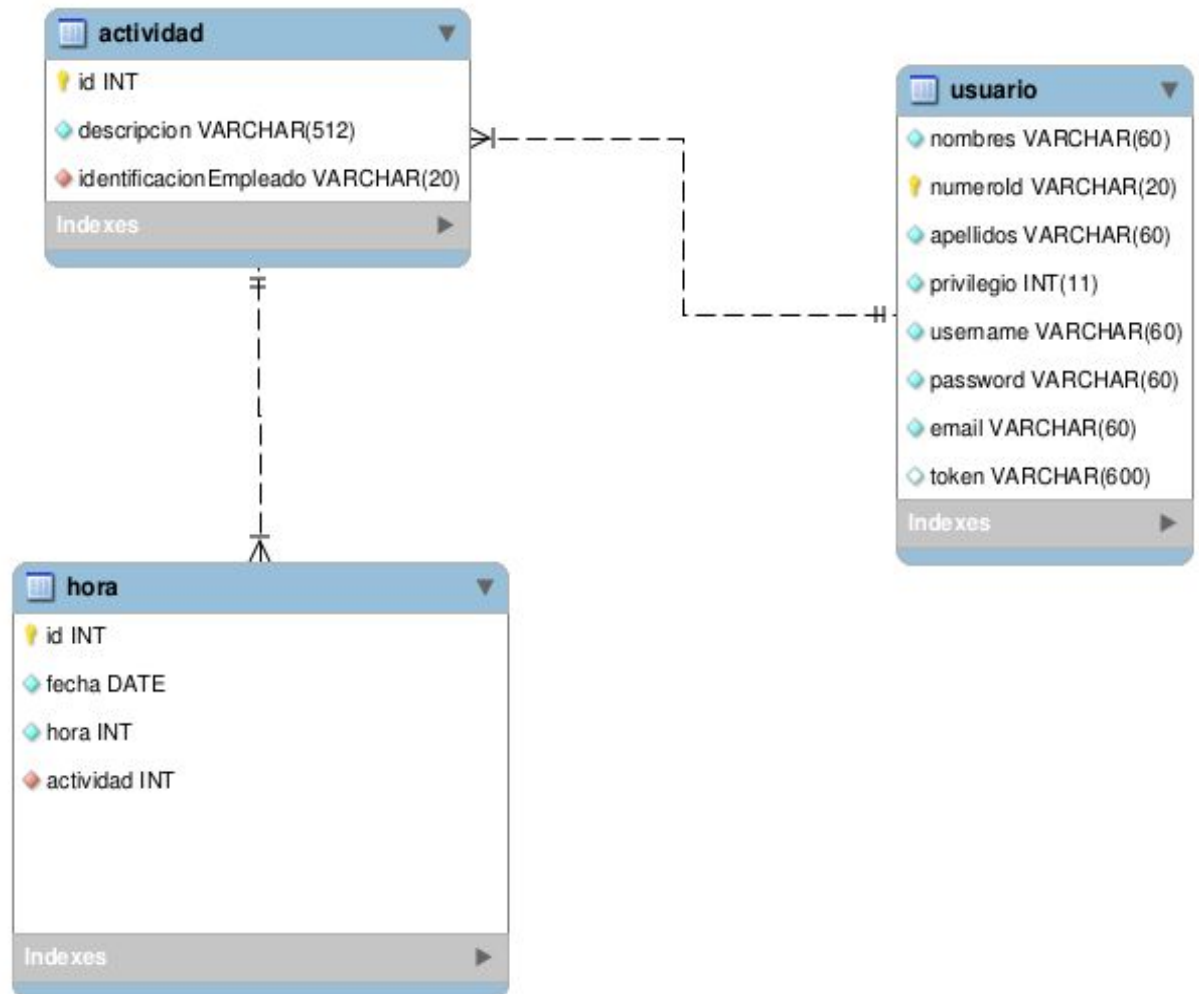 actividad
id INT
descripcion VARCHAR(512)
identificacionEmpleado VARCHAR(20)
Indexes
usuario
nombres VARCHAR(60)
numeroId VARCHAR(20)
apellidos VARCHAR(60)
privilegio INT(11)
username VARCHAR(60)
password VARCHAR(60)
email VARCHAR(60)
token VARCHAR(600)
Indexes
hora
id INT
fecha DATE
hora INT
actividad INT
Indexes